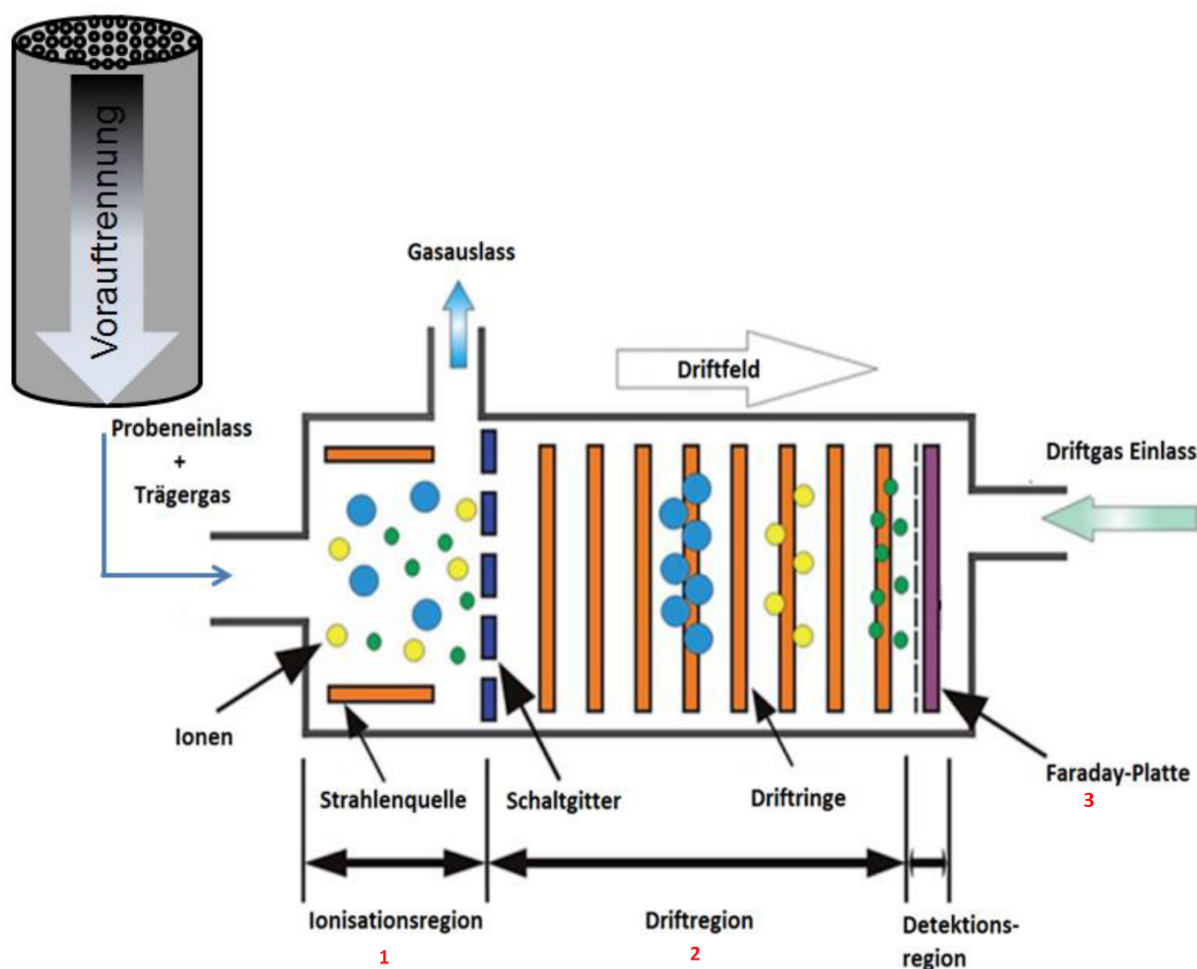 Vorauftrennung
Gasauslass
Driftfeld
Probeneinlass
+
Trägergas
Driftgas Einlass
Ionen
Strahlenquelle
Schaltgitter
Driftringe
Faraday-Platte
3
Ionisationsregion
1
Driftregion
2
Detektions-
region